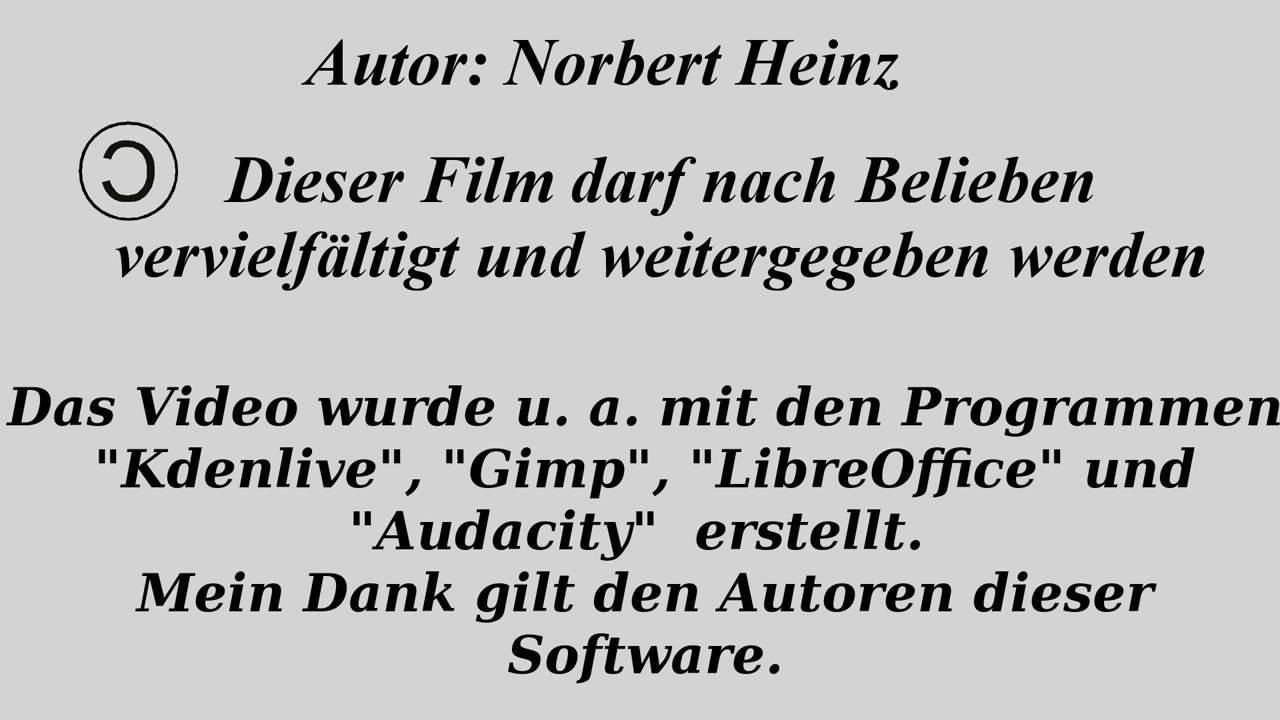 Autor: Norbert Heinz
🄯 Dieser Film darf nach Belieben
vervielfältigt und weitergegeben werden
Das Video wurde u. a. mit den Programmen
"Kdenlive", "Gimp", "LibreOffice" und
"Audacity" erstellt.
Mein Dank gilt den Autoren dieser
Software.